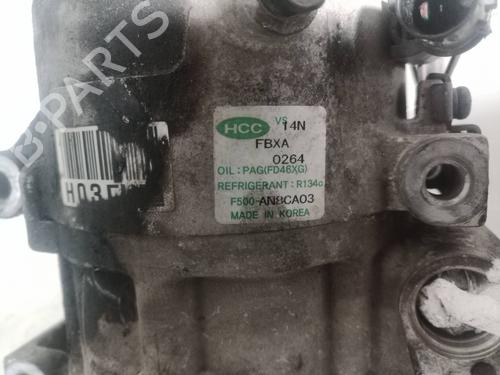 HCC VS 14N
FBXA
0264
OIL : PAG(FD46XG)
REFRIGERANT : R134a
F500-AN8CA03
MADE IN KOREA
B-PARTS